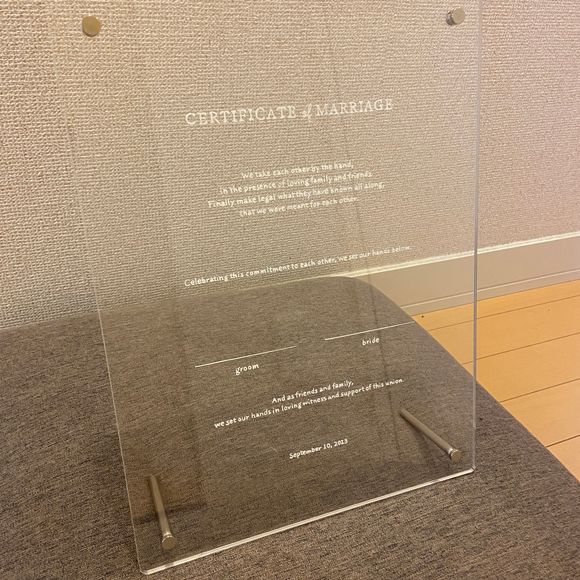 CERTIFICATE of MARRIAGE
We take each other by the hand,
in the presence of loving family and friends.
Finally make legal what they have known all along,
that we were meant for each other.
Celebrating this commitment to each other, we set our hands below.
groom
bride
And as friends and family,
we set our hands in loving witness and support of this union.
September 10, 2023